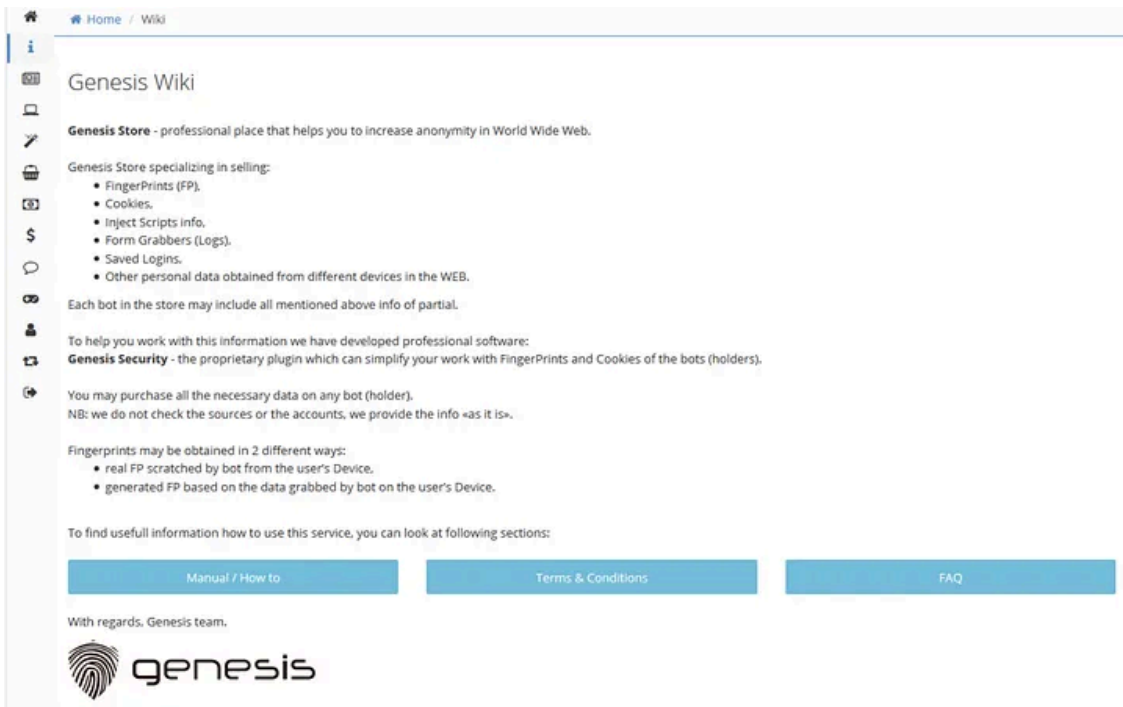 Home / Wiki
Genesis Wiki
Genesis Store - professional place that helps you to increase anonymity in World Wide Web.
Genesis Store specializing in selling:
• FingerPrints (FP),
• Cookies,
• Inject Scripts info,
• Form Grabbers (Logs),
• Saved Logins,
• Other personal data obtained from different devices in the WEB.
Each bot in the store may include all mentioned above info of partial.
To help you work with this information we have developed professional software:
Genesis Security - the proprietary plugin which can simplify your work with FingerPrints and Cookies of the bots (holders).
You may purchase all the necessary data on any bot (holder).
NB: we do not check the sources or the accounts, we provide the info «as it is».
Fingerprints may be obtained in 2 different ways:
• real FP scratched by bot from the user's Device,
• generated FP based on the data grabbed by bot on the user's Device.
To find usefull information how to use this service, you can look at following sections:
Manual / How to
Terms & Conditions
FAQ
With regards, Genesis team.
genesis